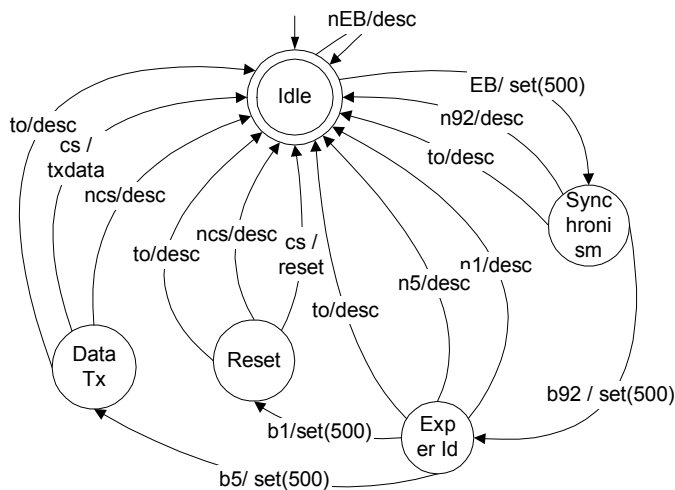 nEB/desc
Idle
EB/ set(500)
n92/desc
to/desc
to/desc
cs /
txdata
ncs/desc
Sync
hroni
sm
ncs/desc
cs /
reset
to/desc
n1/desc
n5/desc
to/desc
Data
Tx
Reset
b92 / set(500)
b1/set(500)
Exp
er Id
b5/ set(500)